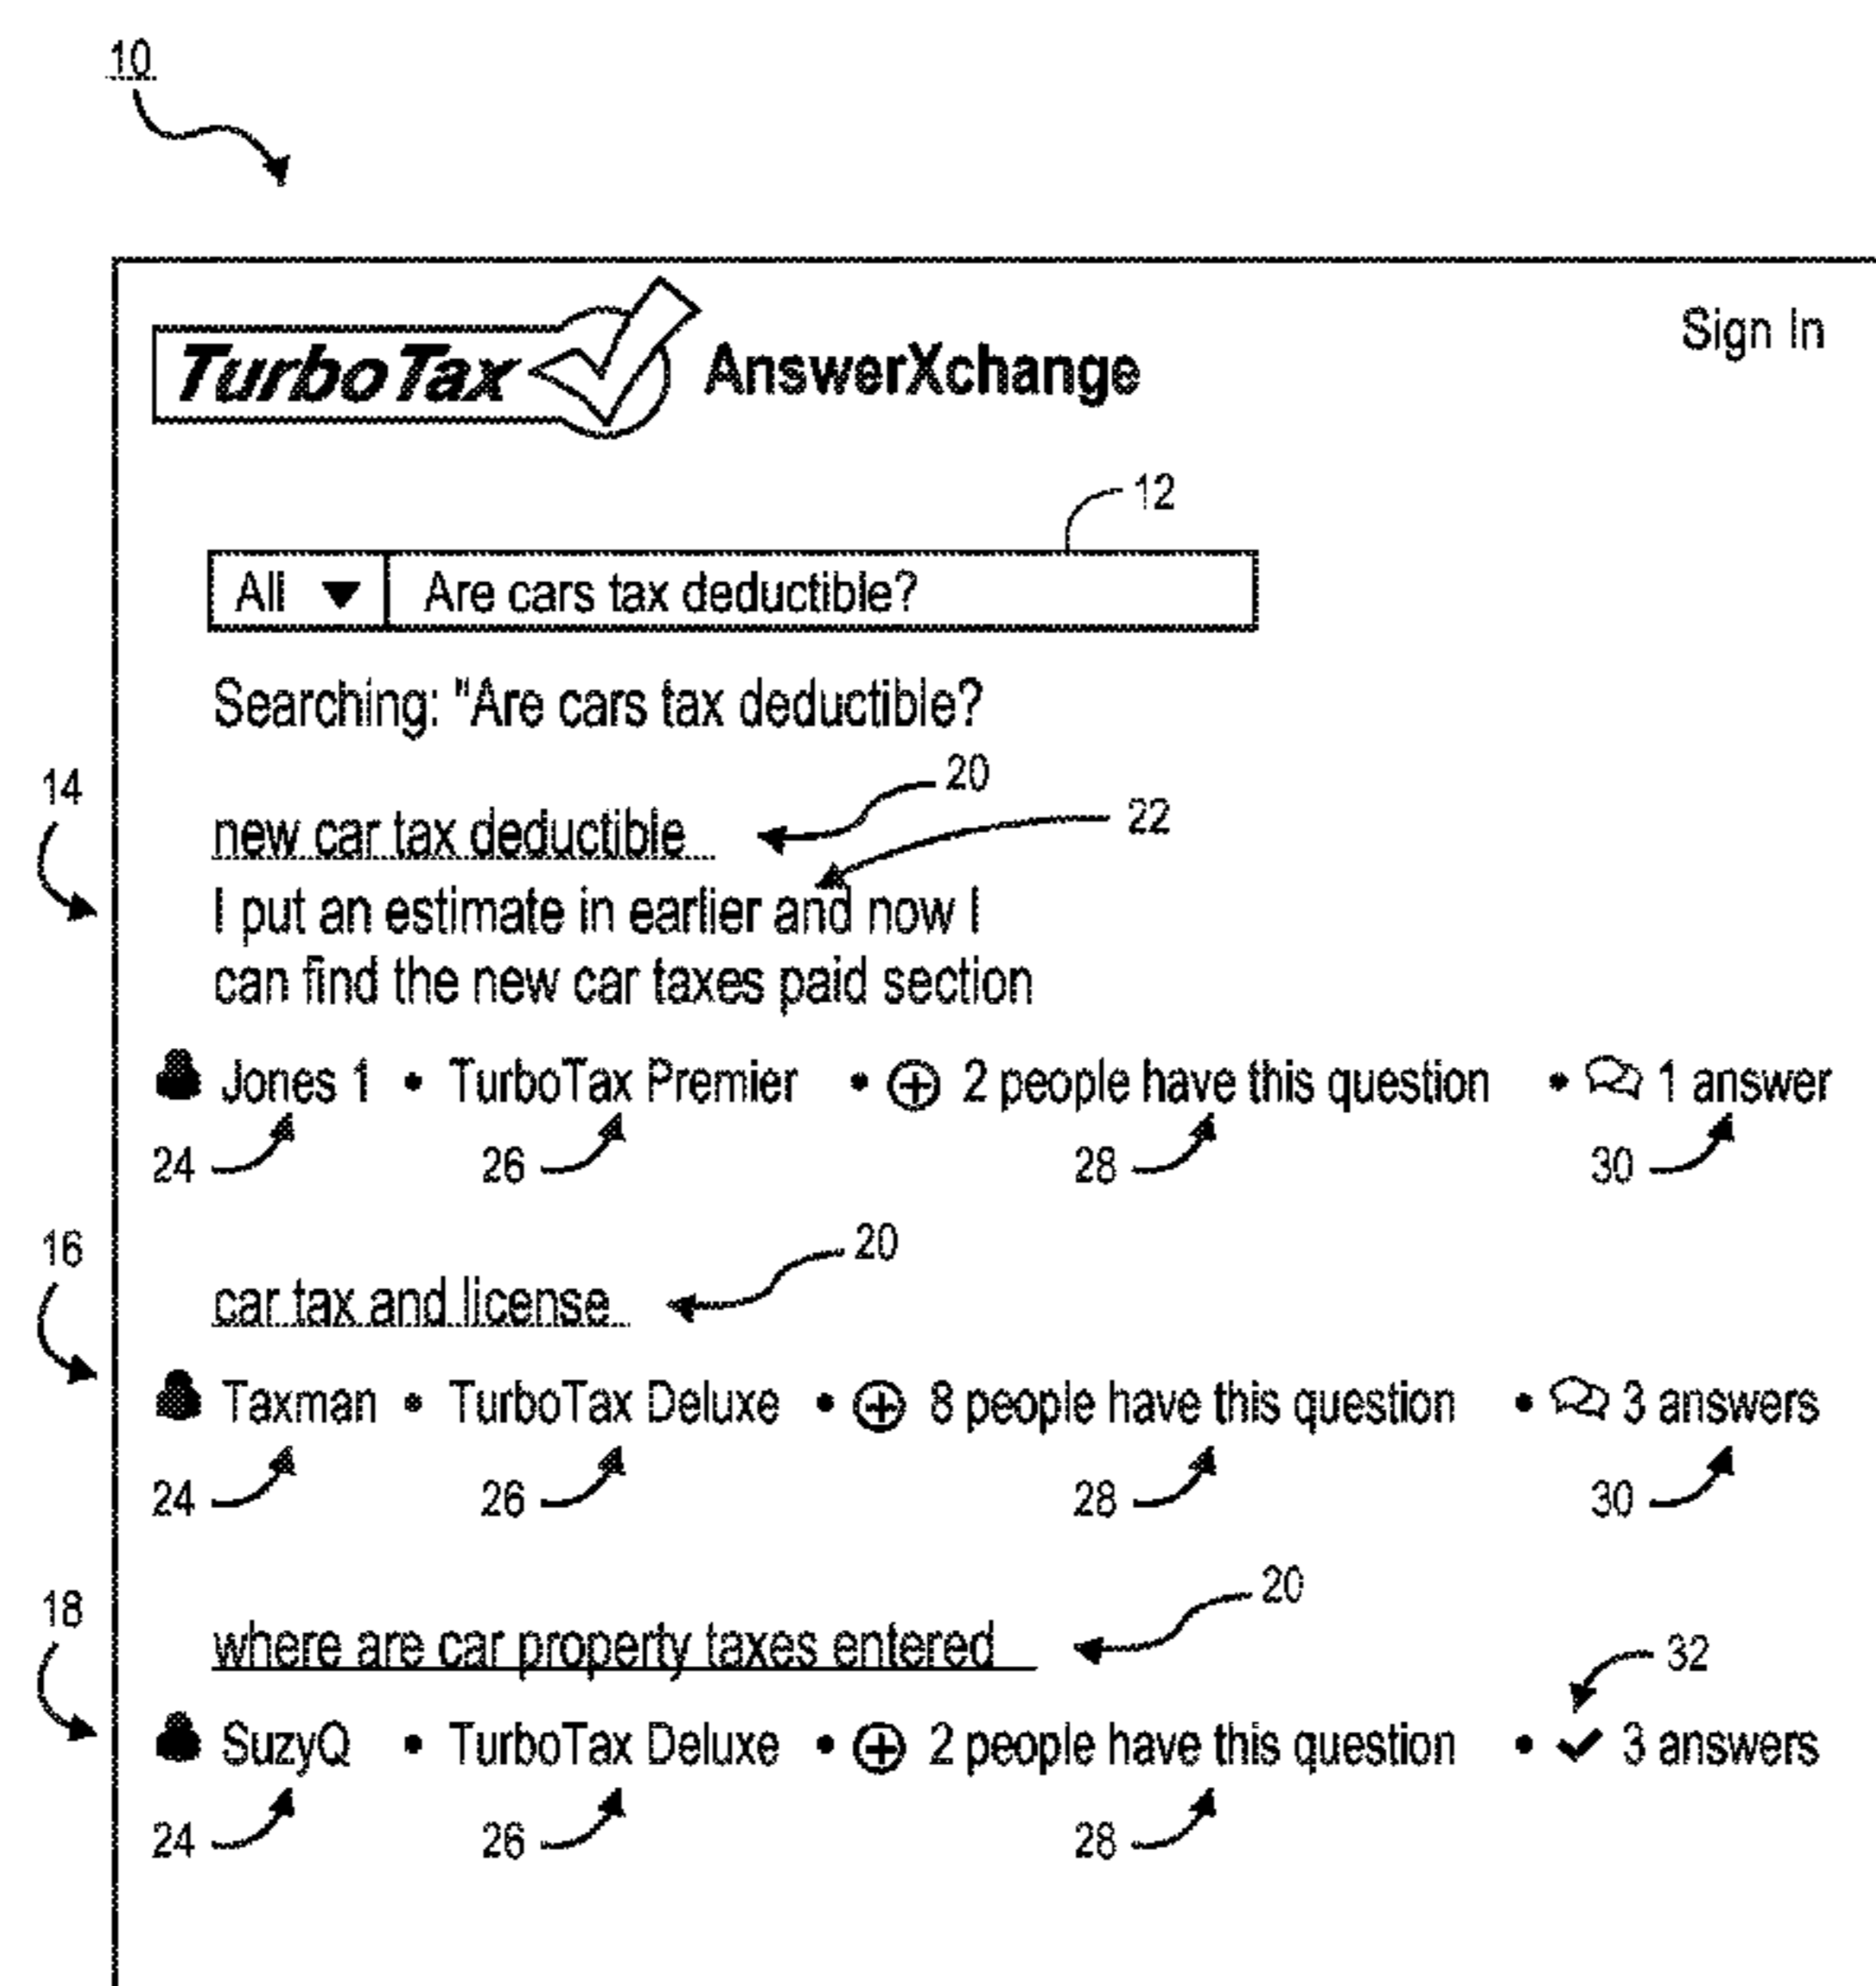 10
TurboTax AnswerXchange
Sign In
12
All Are cars tax deductible?
Searching: "Are cars tax deductible?
14
20
new car tax deductible
22
I put an estimate in earlier and now I
can find the new car taxes paid section
Jones 1 • TurboTax Premier • 2 people have this question • 1 answer
24 26 28 30
16
20
car tax and license
Taxman • TurboTax Deluxe • 8 people have this question • 3 answers
24 26 28 30
18
20
where are car property taxes entered
32
SuzyQ • TurboTax Deluxe • 2 people have this question • 3 answers
24 26 28